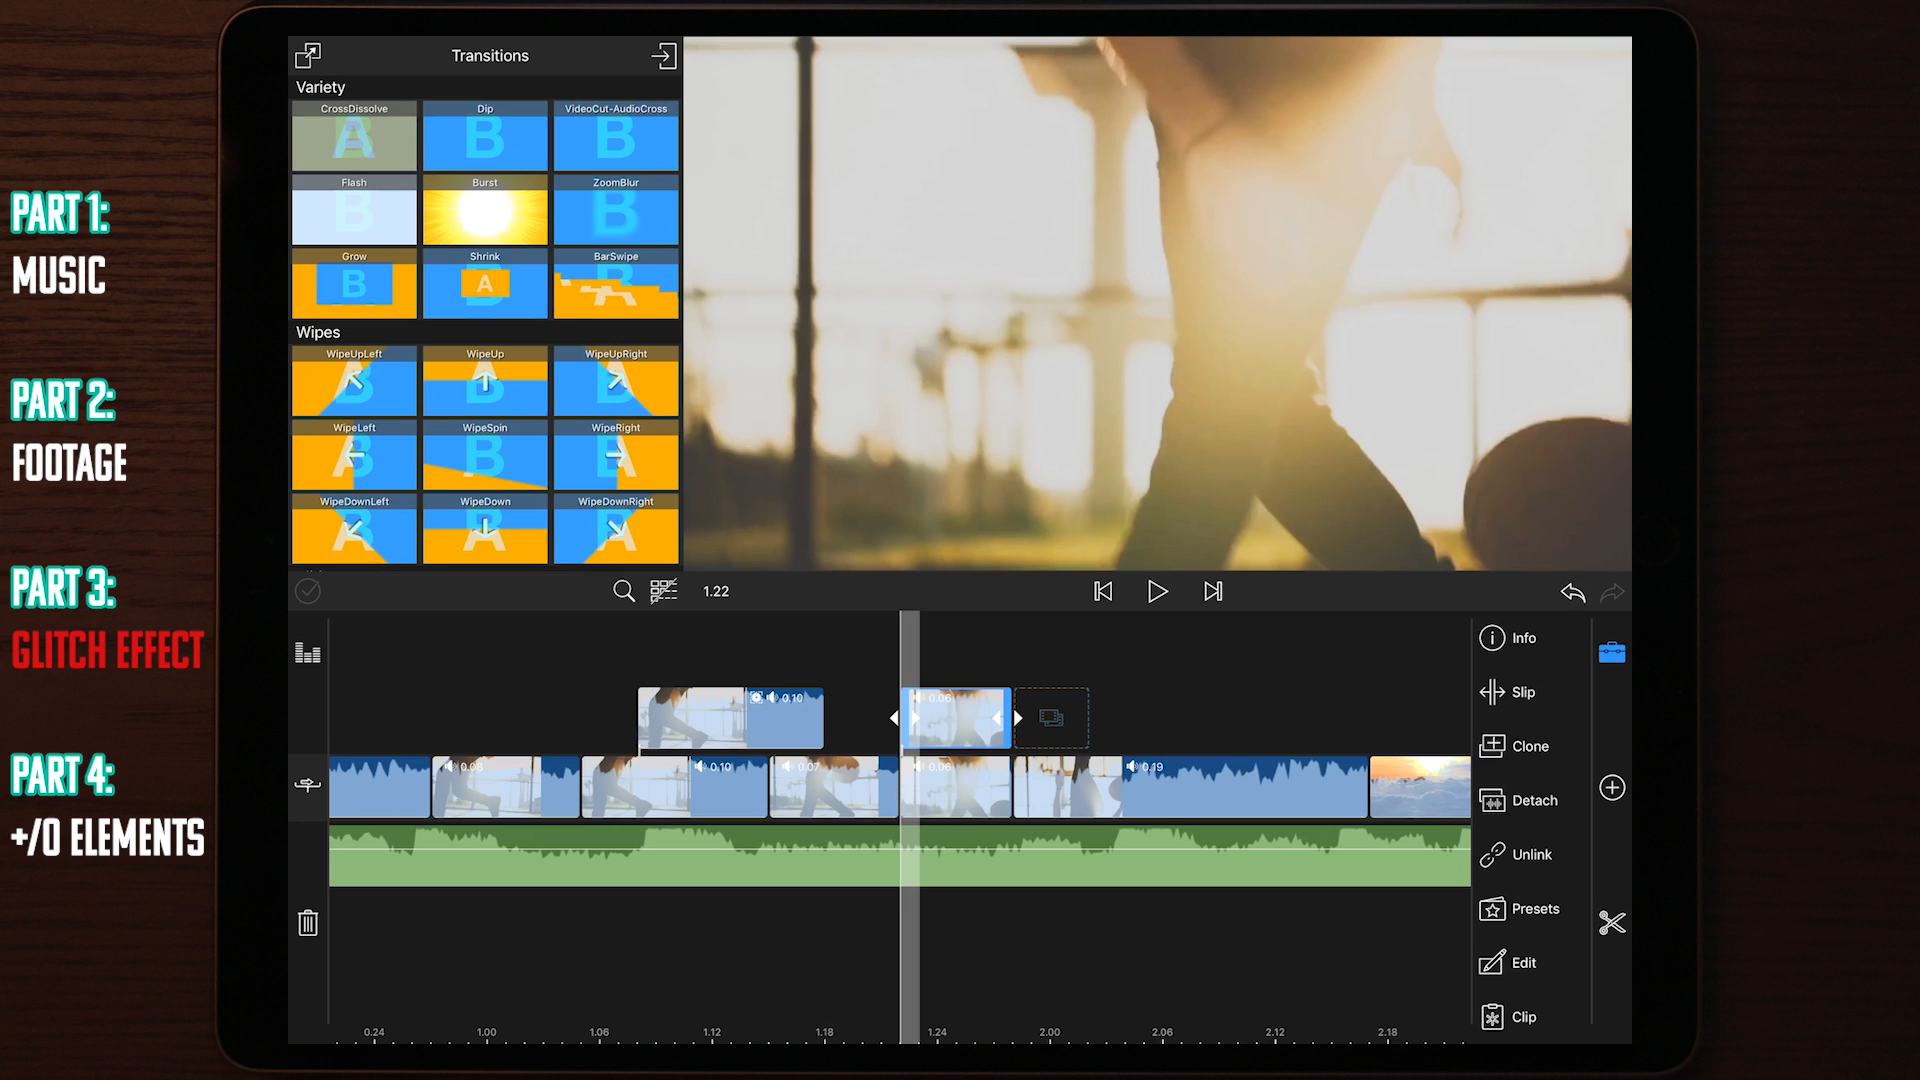 PART 1:
MUSIC
PART 2:
FOOTAGE
PART 3:
GLITCH EFFECT
PART 4:
+/0 ELEMENTS
Transitions
Variety
CrossDissolve
Dip
VideoCut-AudioCross
A
B
B
Flash
Burst
ZoomBlur
B
B
Grow
Shrink
BarSwipe
B
A
B
Wipes
WipeUpLeft
WipeUp
WipeUpRight
WipeLeft
WipeSpin
WipeRight
WipeDownLeft
WipeDown
WipeDownRight
1.22
0.10
0.06
0.08
0.10
0.07
0.06
0.19
0.24
1.00
1.06
1.12
1.18
1.24
2.00
2.06
2.12
2.18
Info
Slip
Clone
Detach
Unlink
Presets
Edit
Clip